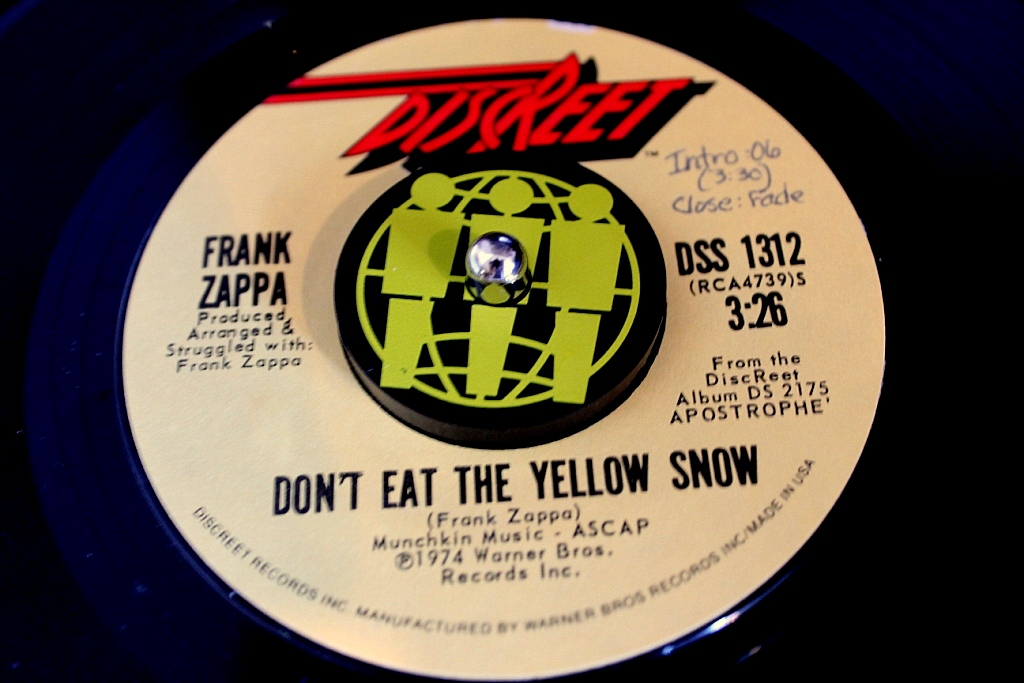 DISCREET
™
Intro :06
(3:30)
Close: Fade
FRANK
ZAPPA
Produced,
Arranged &
Struggled with:
Frank Zappa
DSS 1312
(RCA4739)S
3:26
From the
DiscReet
Album DS 2175
APOSTROPHE'
DON'T EAT THE YELLOW SNOW
(Frank Zappa)
Munchkin Music - ASCAP
℗1974 Warner Bros.
Records Inc.
DISCREET RECORDS INC. MANUFACTURED BY WARNER BROS RECORDS INC/MADE IN USA